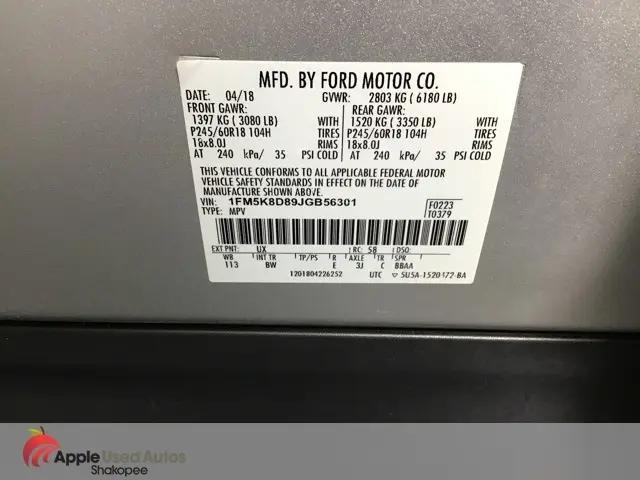 MFD. BY FORD MOTOR CO.
DATE: 04/18 GVWR: 2803 KG ( 6180 LB)
FRONT GAWR: REAR GAWR:
1397 KG ( 3080 LB) WITH 1520 KG ( 3350 LB) WITH
P245/60R18 104H TIRES P245/60R18 104H TIRES
18x8.0J RIMS 18x8.0J RIMS
AT 240 kPa/ 35 PSI COLD AT 240 kPa/ 35 PSI COLD
THIS VEHICLE CONFORMS TO ALL APPLICABLE FEDERAL MOTOR
VEHICLE SAFETY STANDARDS IN EFFECT ON THE DATE OF
MANUFACTURE SHOWN ABOVE.
VIN: 1FM5K8D89JGB56301 F0223
TYPE: MPV T0379
EXT PNT: UX RC: 58 DSO:
WB INT TR TP/PS R AXLE TR SPR
113 BW E 3J C BBAA
1201804226252 UTC ▽ 5U5A-1520472-BA
Apple Used Autos
Shakopee